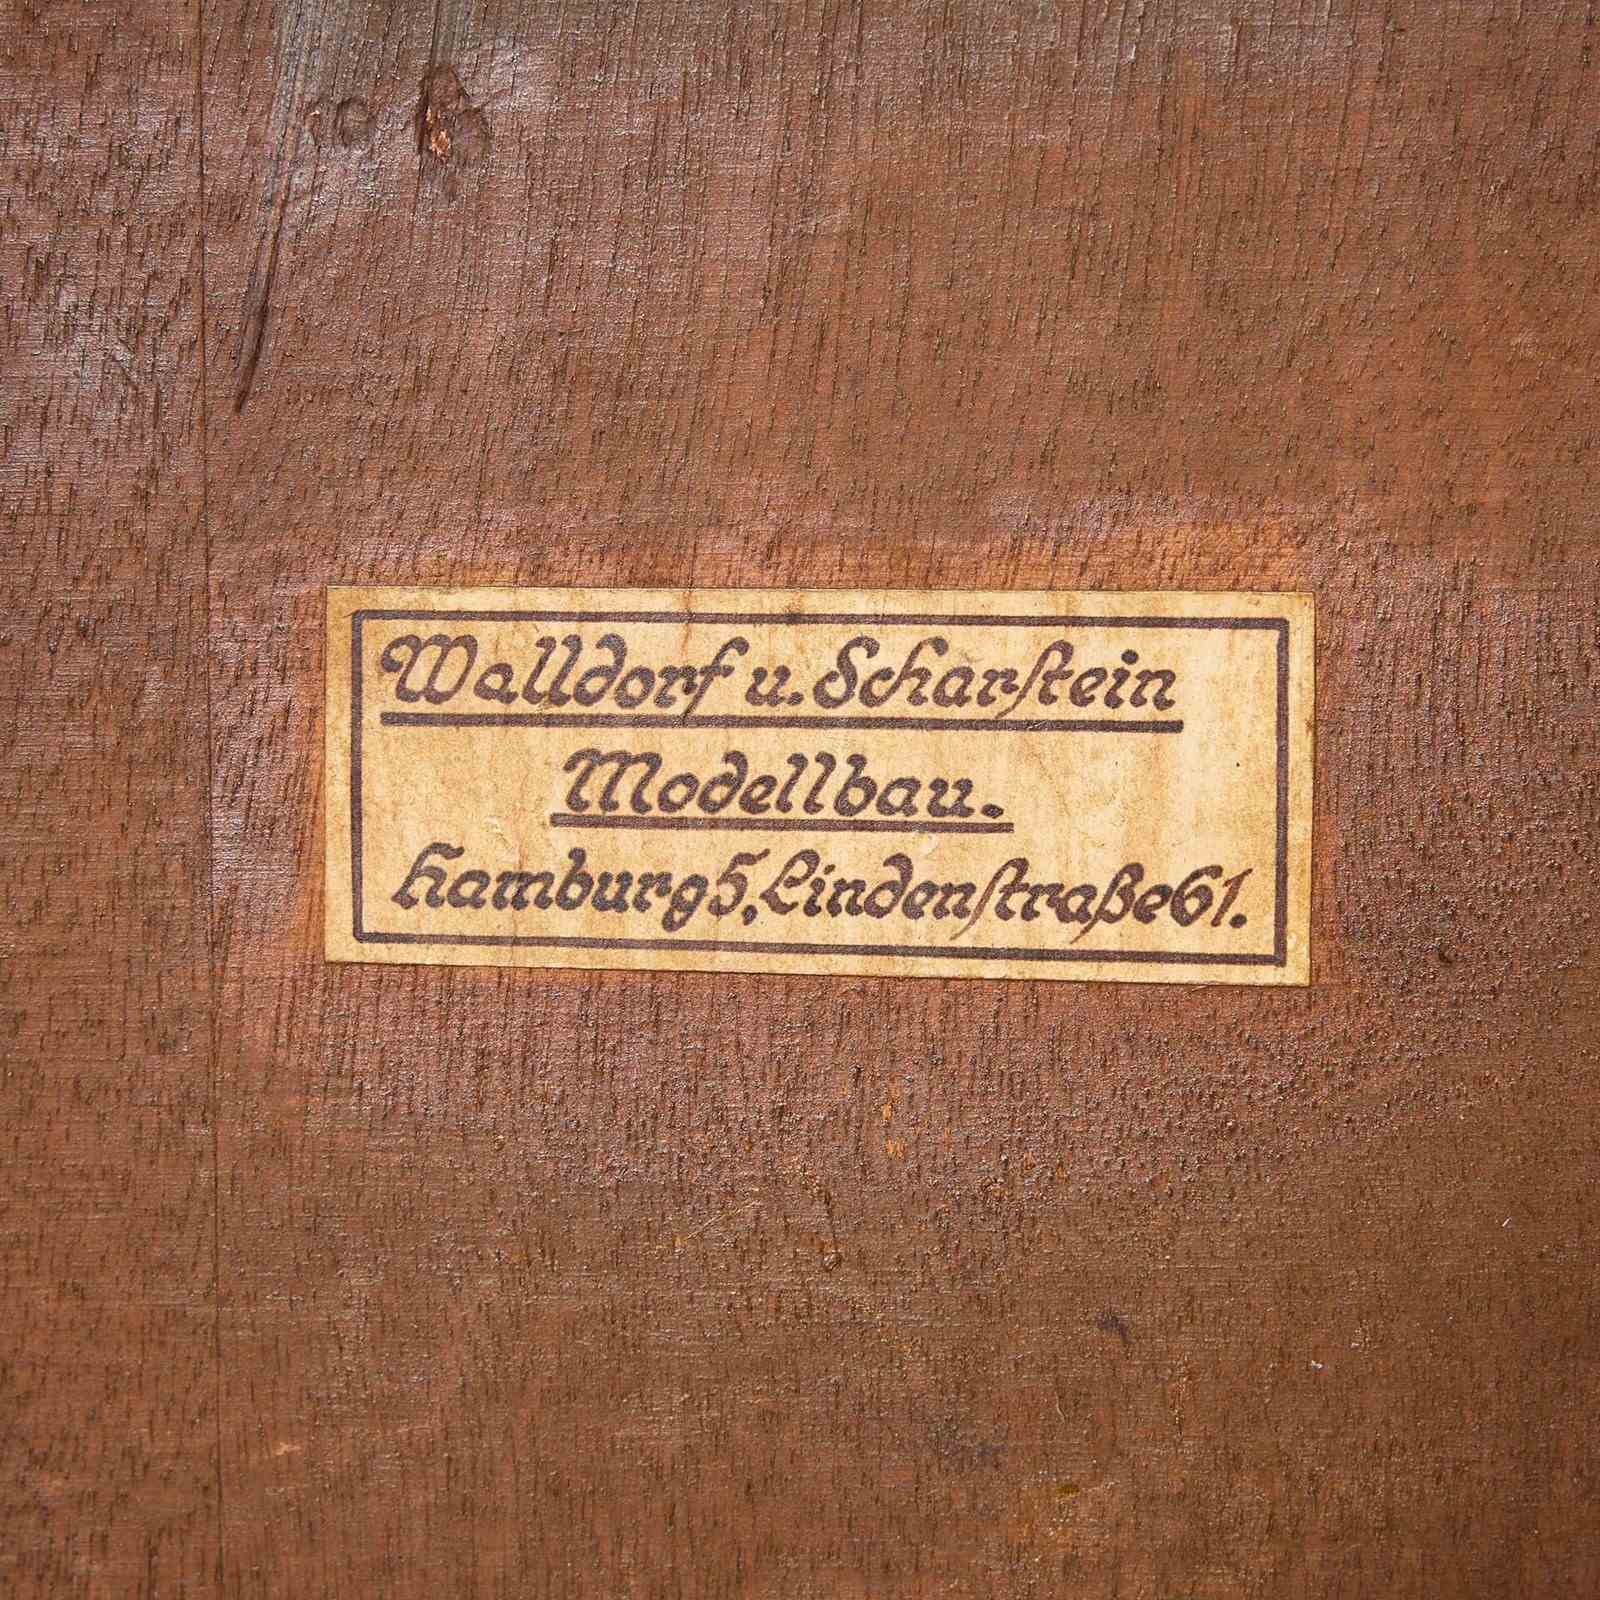 Walldorf u. Scharstein
Modellbau.
Hamburg 5, Lindenstraße 61.